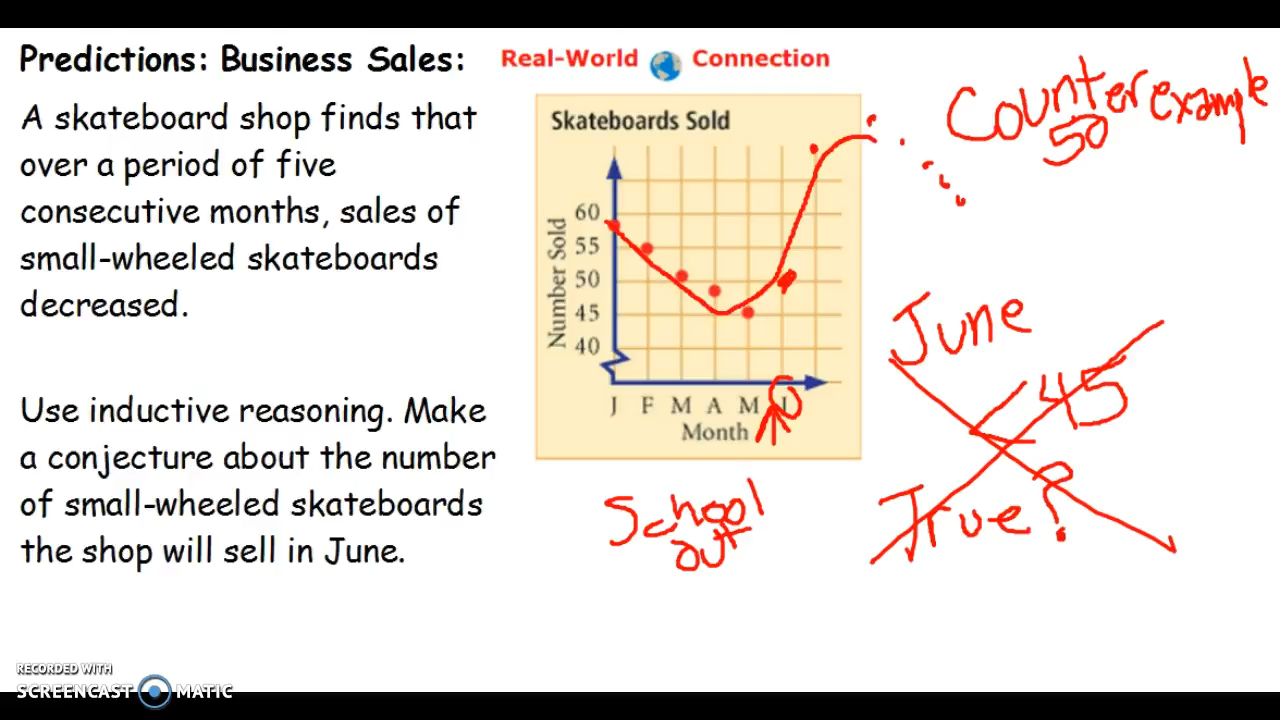 Predictions: Business Sales:
A skateboard shop finds that
over a period of five
consecutive months, sales of
small-wheeled skateboards
decreased.
Use inductive reasoning. Make
a conjecture about the number
of small-wheeled skateboards
the shop will sell in June.
Real-World Connection
Skateboards Sold
Number Sold
60
55
50
45
40
J F M A M J
Month
School
out
Counterexample
50
June
< 45
True?
RECORDED WITH
SCREENCAST MATIC